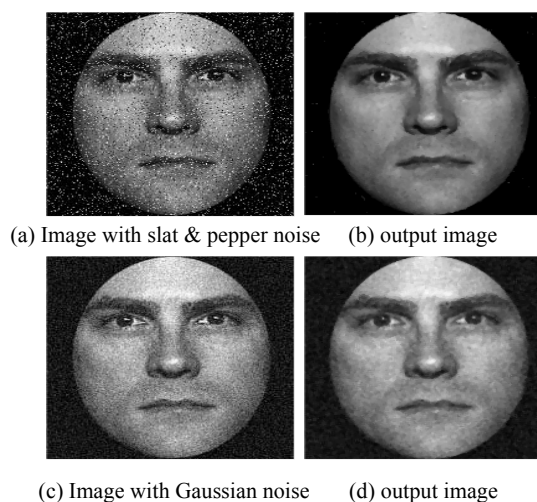 (a) Image with slat & pepper noise (b) output image
(c) Image with Gaussian noise (d) output image